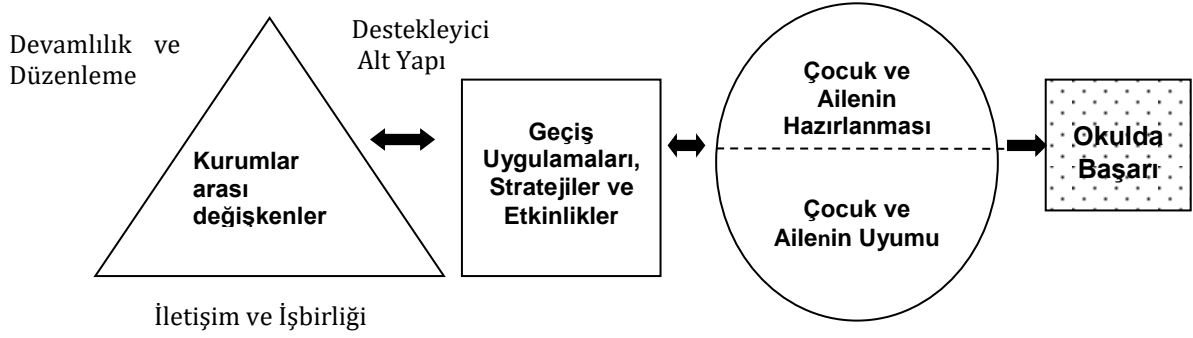 Devamlılık ve
Düzenleme
Destekleyici
Alt Yapı
Kurumlar
arası
değişkenler
İletişim ve İşbirliği
Geçiş
Uygulamaları,
Stratejiler ve
Etkinlikler
Çocuk ve
Ailenin
Hazırlanması
Çocuk ve
Ailenin Uyumu
Okulda
Başarı